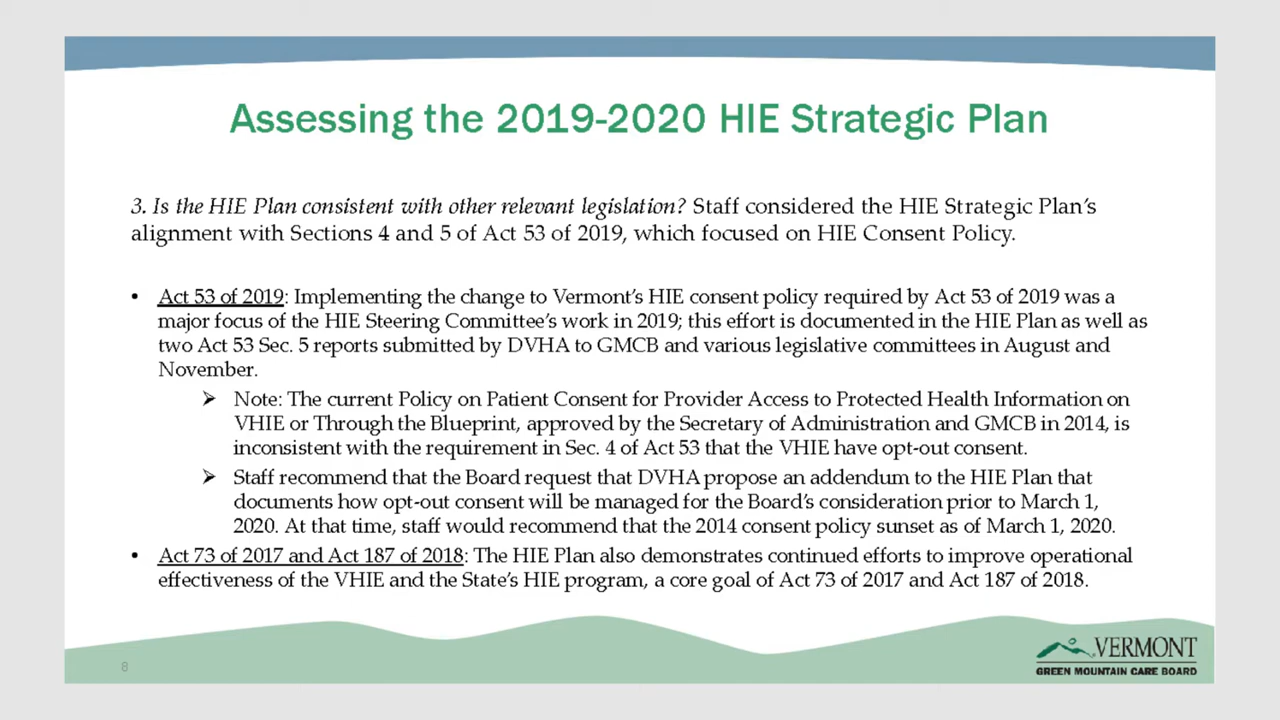 Assessing the 2019-2020 HIE Strategic Plan
3. Is the HIE Plan consistent with other relevant legislation? Staff considered the HIE Strategic Plan's
alignment with Sections 4 and 5 of Act 53 of 2019, which focused on HIE Consent Policy.
• Act 53 of 2019: Implementing the change to Vermont's HIE consent policy required by Act 53 of 2019 was a
major focus of the HIE Steering Committee's work in 2019; this effort is documented in the HIE Plan as well as
two Act 53 Sec. 5 reports submitted by DVHA to GMCB and various legislative committees in August and
November.
➢ Note: The current Policy on Patient Consent for Provider Access to Protected Health Information on
VHIE or Through the Blueprint, approved by the Secretary of Administration and GMCB in 2014, is
inconsistent with the requirement in Sec. 4 of Act 53 that the VHIE have opt-out consent.
➢ Staff recommend that the Board request that DVHA propose an addendum to the HIE Plan that
documents how opt-out consent will be managed for the Board's consideration prior to March 1,
2020. At that time, staff would recommend that the 2014 consent policy sunset as of March 1, 2020.
• Act 73 of 2017 and Act 187 of 2018: The HIE Plan also demonstrates continued efforts to improve operational
effectiveness of the VHIE and the State's HIE program, a core goal of Act 73 of 2017 and Act 187 of 2018.
8
VERMONT
GREEN MOUNTAIN CARE BOARD